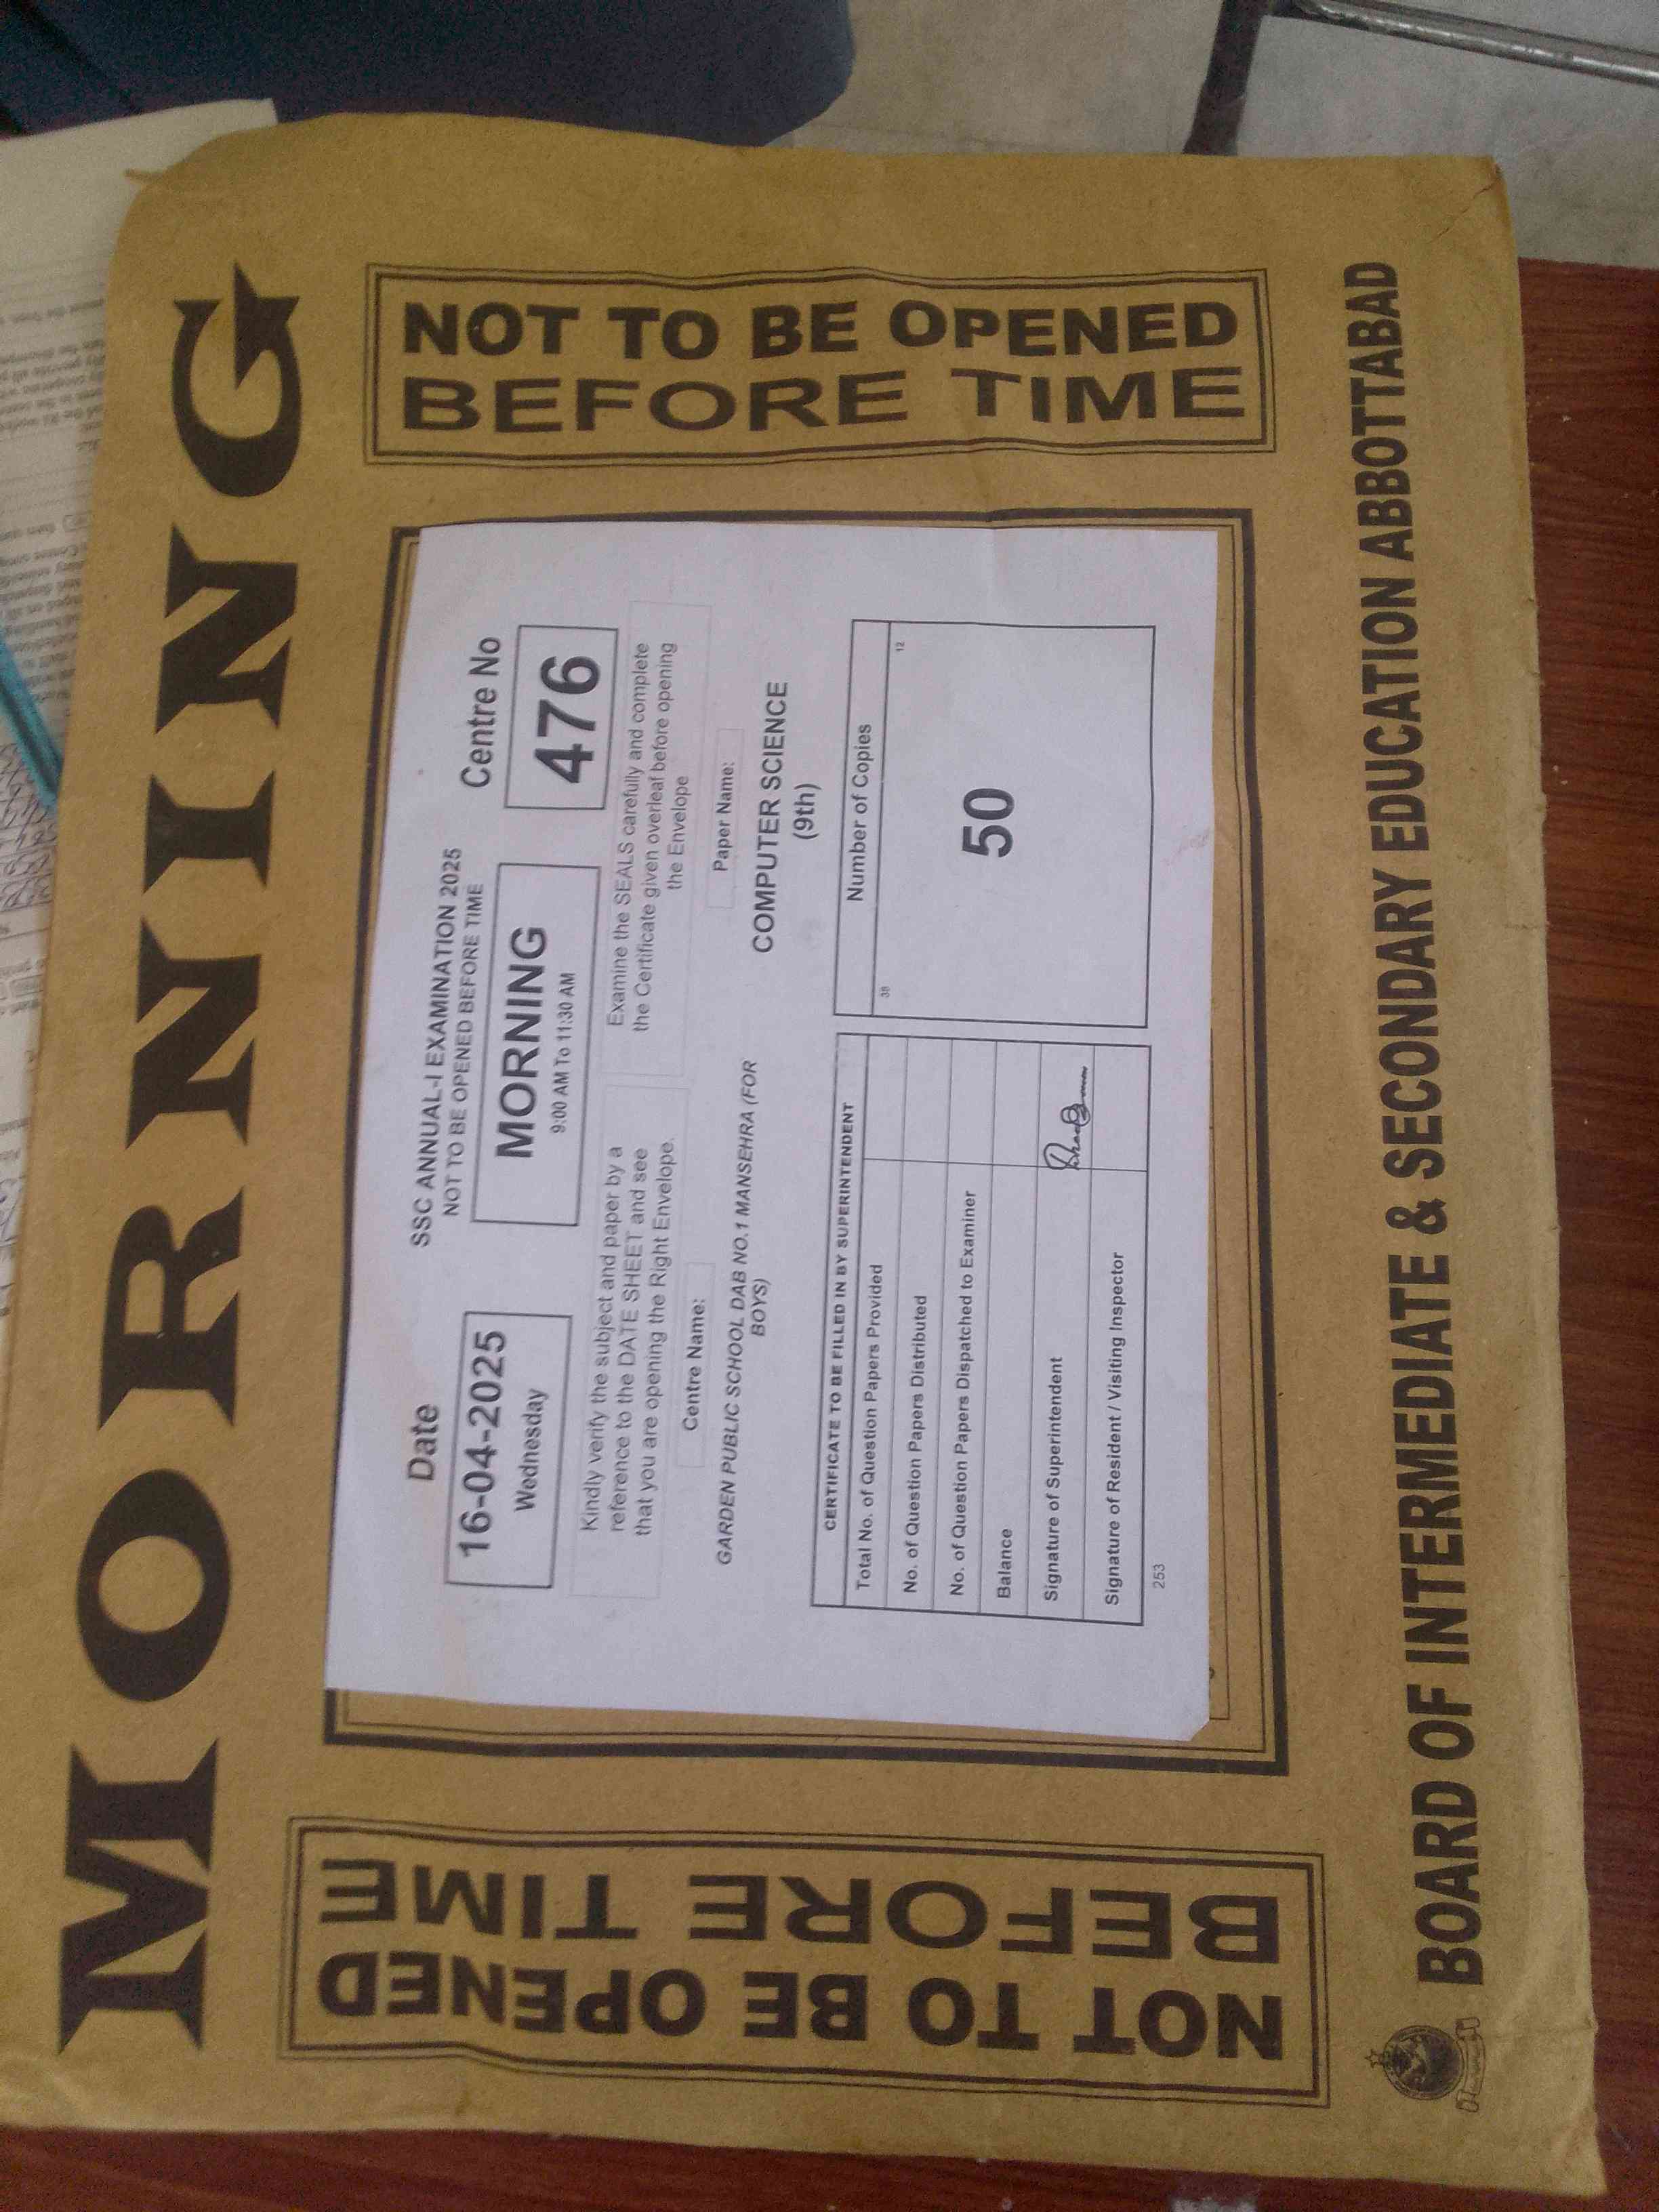 MORNING
NOT TO BE OPENED
BEFORE TIME
Date
16-04-2025
Wednesday
SSC ANNUAL-I EXAMINATION 2025
NOT TO BE OPENED BEFORE TIME
MORNING
9:00 AM To 11:30 AM
Centre No
476
Kindly verify the subject and paper by a
reference to the DATE SHEET and see
that you are opening the Right Envelope.
Examine the SEALS carefully and complete
the Certificate given overleaf before opening
the Envelope
Centre Name:
GARDEN PUBLIC SCHOOL DAB NO.1 MANSEHRA (FOR
BOYS)
Paper Name:
COMPUTER SCIENCE
(9th)
CERTIFICATE TO BE FILLED IN BY SUPERINTENDENT
Total No. of Question Papers Provided
No. of Question Papers Distributed
No. of Question Papers Dispatched to Examiner
Balance
Signature of Superintendent
Signature of Resident / Visiting Inspector
253
Number of Copies
38
12
50
NOT TO BE OPENED
BEFORE TIME
BOARD OF INTERMEDIATE & SECONDARY EDUCATION ABBOTTABAD